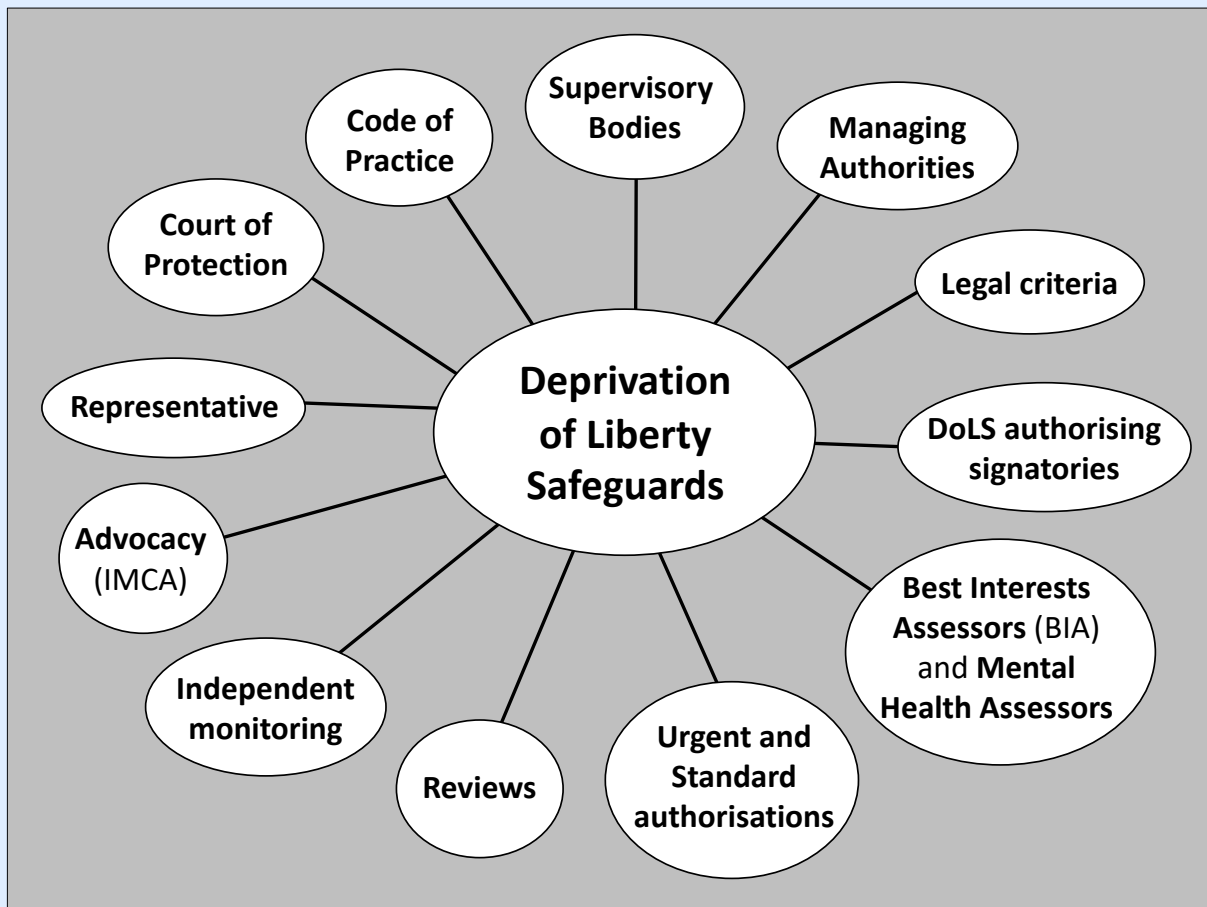 Supervisory
Bodies
Code of
Practice
Managing
Authorities
Court of
Protection
Legal criteria
Deprivation
of Liberty
Safeguards
Representative
DoLS authorising
signatories
Advocacy
(IMCA)
Best Interests
Assessors (BIA)
and Mental
Health Assessors
Independent
monitoring
Urgent and
Standard
authorisations
Reviews